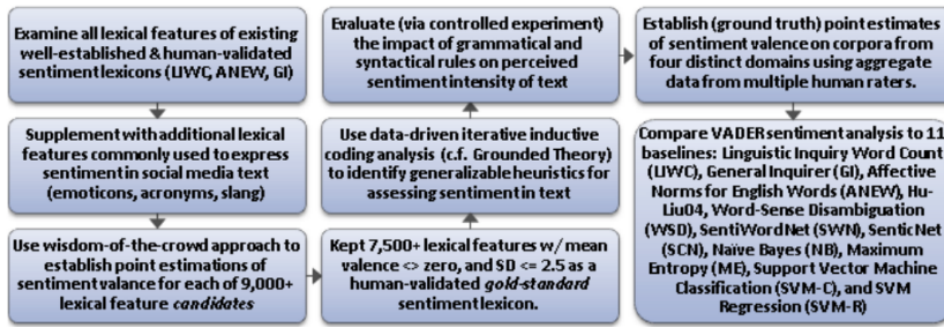 Examine all lexical features of existing
well-established & human-validated
sentiment lexicons (LIWC, ANEW, GI)
Supplement with additional lexical
features commonly used to express
sentiment in social media text
(emoticons, acronyms, slang)
Use wisdom-of-the-crowd approach to
establish point estimations of
sentiment valance for each of 9,000+
lexical feature candidates
Kept 7,500+ lexical features w/ mean
valence <> zero, and SD <= 2.5 as a
human-validated gold-standard
sentiment lexicon.
Use data-driven iterative inductive
coding analysis (c.f. Grounded Theory)
to identify generalizable heuristics for
assessing sentiment in text
Evaluate (via controlled experiment)
the impact of grammatical and
syntactical rules on perceived
sentiment intensity of text
Establish (ground truth) point estimates
of sentiment valence on corpora from
four distinct domains using aggregate
data from multiple human raters.
Compare VADER sentiment analysis to 11
baselines: Linguistic Inquiry Word Count
(LIWC), General Inquirer (GI), Affective
Norms for English Words (ANEW), Hu-
Liu04, Word-Sense Disambiguation
(WSD), SentiWordNet (SWN), SenticNet
(SCN), Naïve Bayes (NB), Maximum
Entropy (ME), Support Vector Machine
Classification (SVM-C), and SVM
Regression (SVM-R)